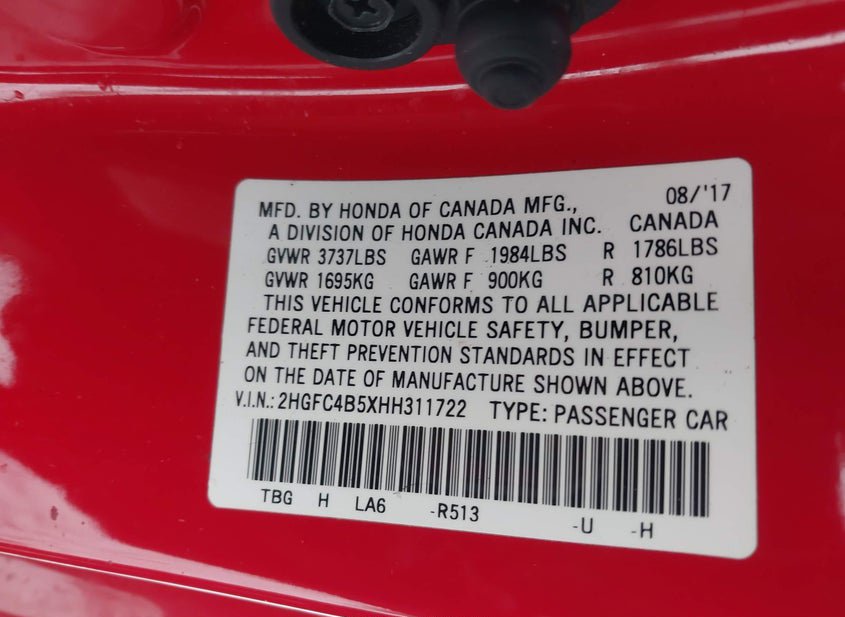 08/'17
MFD. BY HONDA OF CANADA MFG.,
A DIVISION OF HONDA CANADA INC. CANADA
GVWR 3737LBS GAWR F 1984LBS R 1786LBS
GVWR 1695KG GAWR F 900KG R 810KG
THIS VEHICLE CONFORMS TO ALL APPLICABLE
FEDERAL MOTOR VEHICLE SAFETY, BUMPER,
AND THEFT PREVENTION STANDARDS IN EFFECT
ON THE DATE OF MANUFACTURE SHOWN ABOVE.
V.I.N.: 2HGFC4B5XHH311722 TYPE: PASSENGER CAR
TBG H LA6 -R513 -U -H